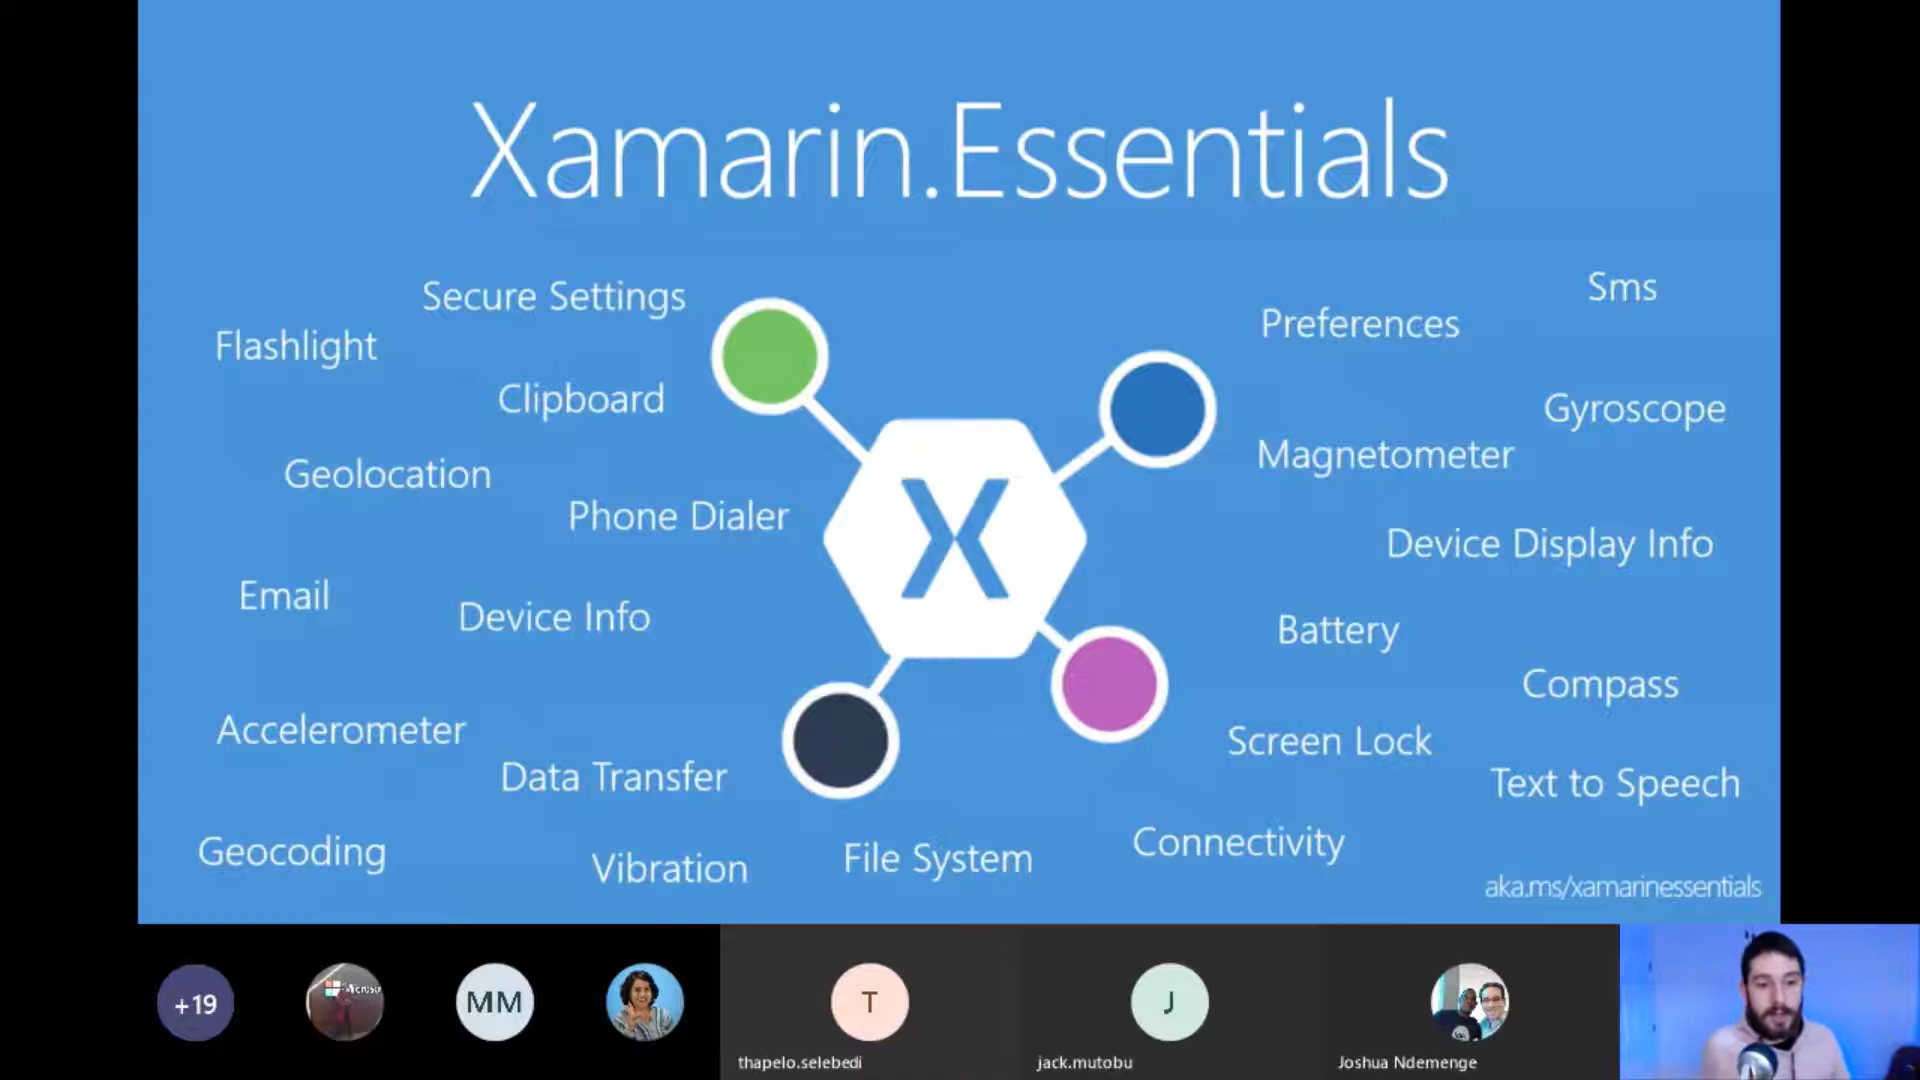 Xamarin.Essentials
Secure Settings
Flashlight
Clipboard
Geolocation
Phone Dialer
Email
Device Info
Accelerometer
Data Transfer
Geocoding
Vibration
File System
X
Sms
Preferences
Gyroscope
Magnetometer
Device Display Info
Battery
Compass
Screen Lock
Text to Speech
Connectivity
aka.ms/xamarinessentials
+19
MM
T
thapelo.selebedi
J
jack.mutobu
Joshua Ndemenge